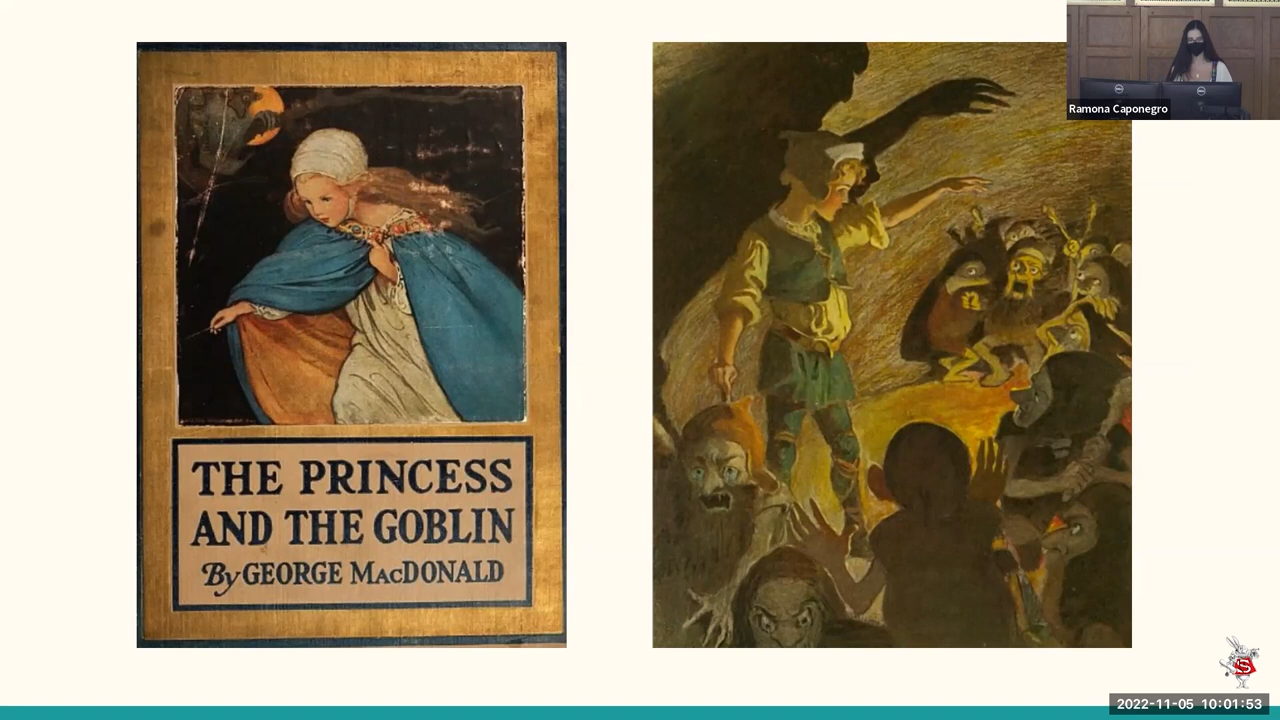 THE PRINCESS
AND THE GOBLIN
By GEORGE MACDONALD
Ramona Caponegro
S
2022-11-05 10:01:53